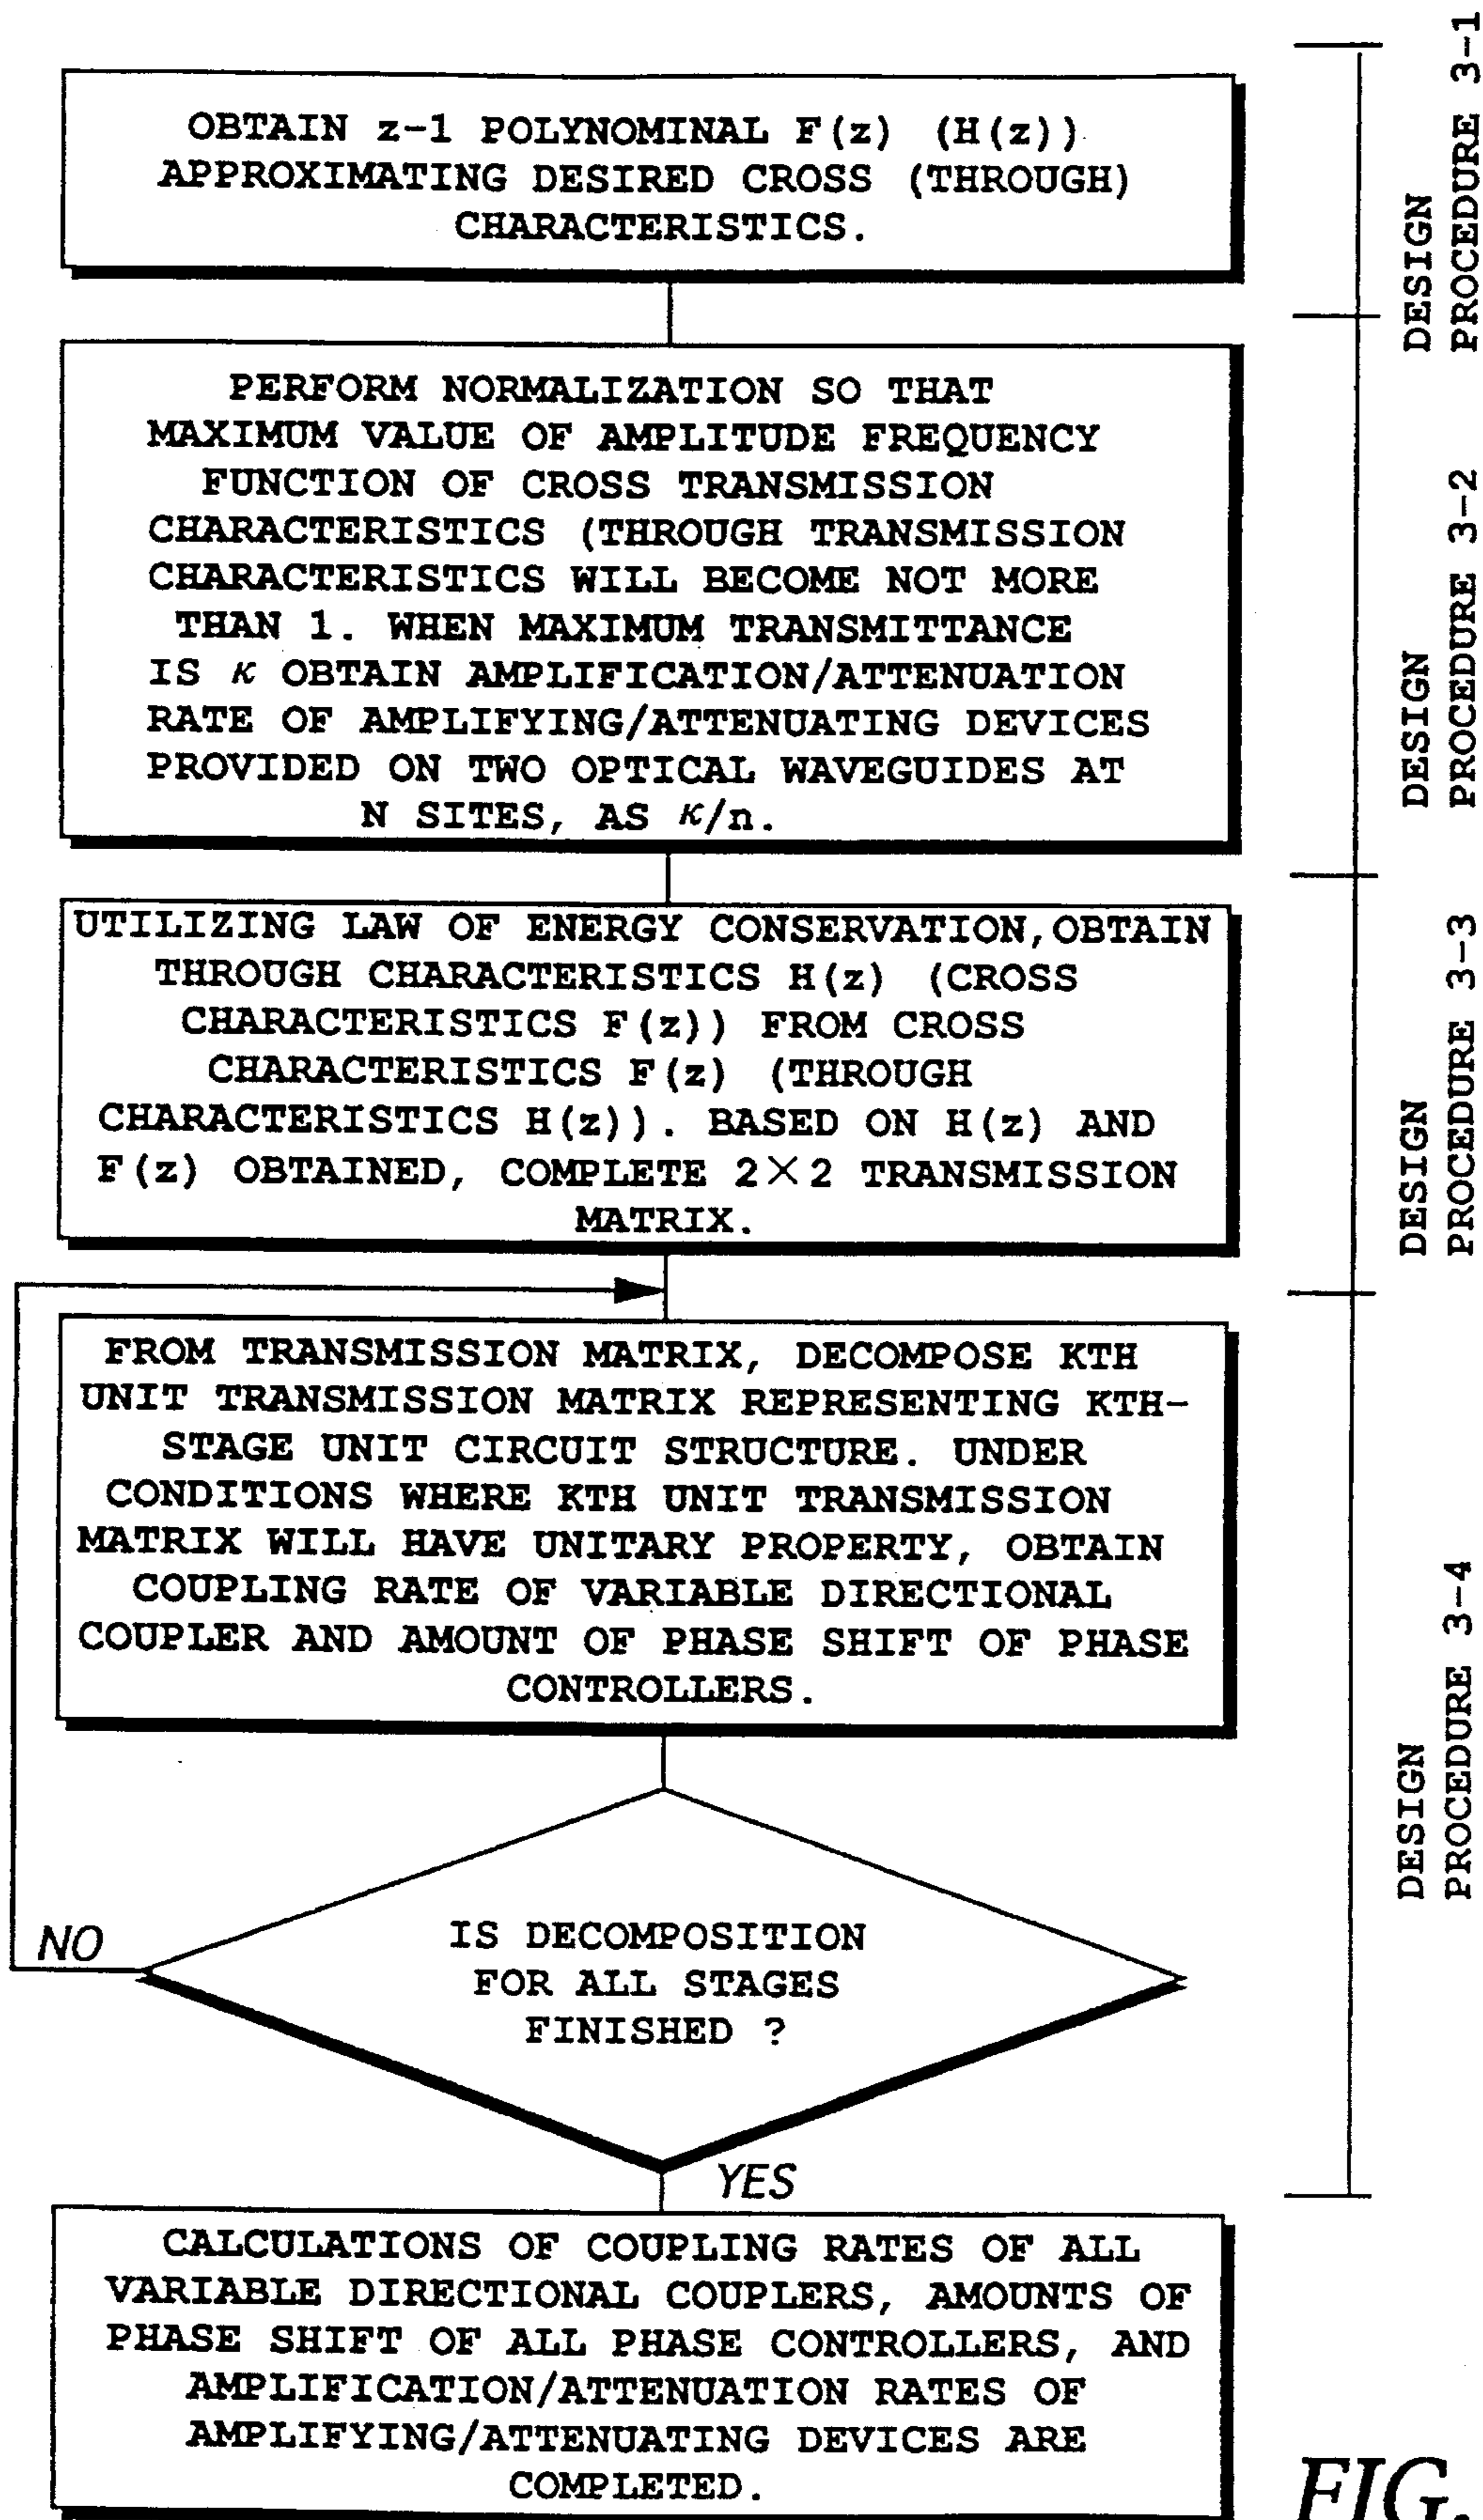 OBTAIN z-1 POLYNOMINAL F(z) (H(z))
APPROXIMATING DESIRED CROSS (THROUGH)
CHARACTERISTICS.
DESIGN
PROCEDURE 3-1
PERFORM NORMALIZATION SO THAT
MAXIMUM VALUE OF AMPLITUDE FREQUENCY
FUNCTION OF CROSS TRANSMISSION
CHARACTERISTICS (THROUGH TRANSMISSION
CHARACTERISTICS WILL BECOME NOT MORE
THAN 1. WHEN MAXIMUM TRANSMITTANCE
IS κ OBTAIN AMPLIFICATION/ATTENUATION
RATE OF AMPLIFYING/ATTENUATING DEVICES
PROVIDED ON TWO OPTICAL WAVEGUIDES AT
N SITES, AS κ/n.
DESIGN
PROCEDURE 3-2
UTILIZING LAW OF ENERGY CONSERVATION,OBTAIN
THROUGH CHARACTERISTICS H(z) (CROSS
CHARACTERISTICS F(z)) FROM CROSS
CHARACTERISTICS F(z) (THROUGH
CHARACTERISTICS H(z)). BASED ON H(z) AND
F(z) OBTAINED, COMPLETE 2×2 TRANSMISSION
MATRIX.
DESIGN
PROCEDURE 3-3
FROM TRANSMISSION MATRIX, DECOMPOSE KTH
UNIT TRANSMISSION MATRIX REPRESENTING KTH-
STAGE UNIT CIRCUIT STRUCTURE. UNDER
CONDITIONS WHERE KTH UNIT TRANSMISSION
MATRIX WILL HAVE UNITARY PROPERTY, OBTAIN
COUPLING RATE OF VARIABLE DIRECTIONAL
COUPLER AND AMOUNT OF PHASE SHIFT OF PHASE
CONTROLLERS.
DESIGN
PROCEDURE 3-4
NO
IS DECOMPOSITION
FOR ALL STAGES
FINISHED ?
YES
CALCULATIONS OF COUPLING RATES OF ALL
VARIABLE DIRECTIONAL COUPLERS, AMOUNTS OF
PHASE SHIFT OF ALL PHASE CONTROLLERS, AND
AMPLIFICATION/ATTENUATION RATES OF
AMPLIFYING/ATTENUATING DEVICES ARE
COMPLETED.
FIG.